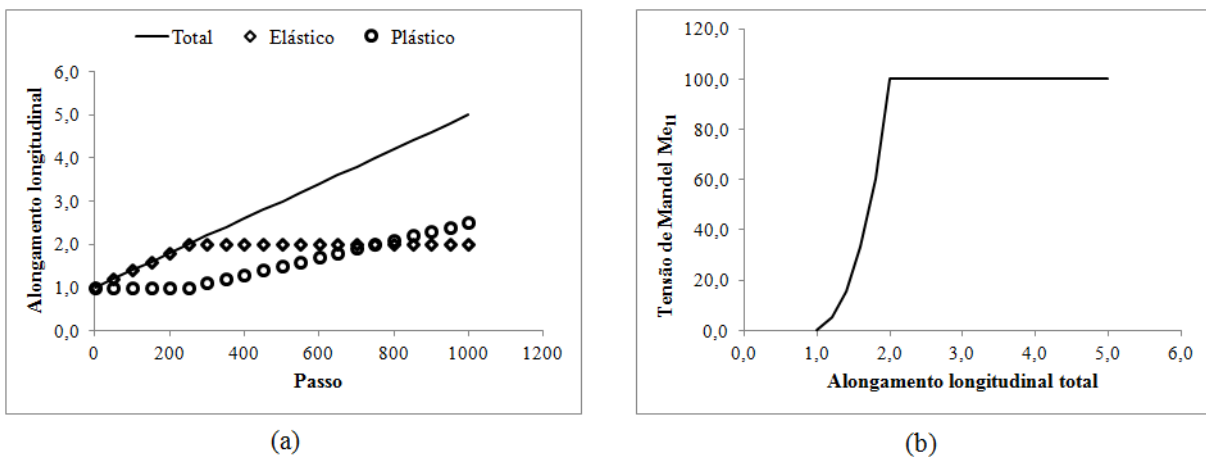 Total Elástico Plástico
Alongamento longitudinal
6,0
5,0
4,0
3,0
2,0
1,0
0,0
0 200 400 600 800 1000 1200
Passo
(a)
Tensão de Mandel Me11
120,0
100,0
80,0
60,0
40,0
20,0
0,0
0,0 1,0 2,0 3,0 4,0 5,0 6,0
Alongamento longitudinal total
(b)